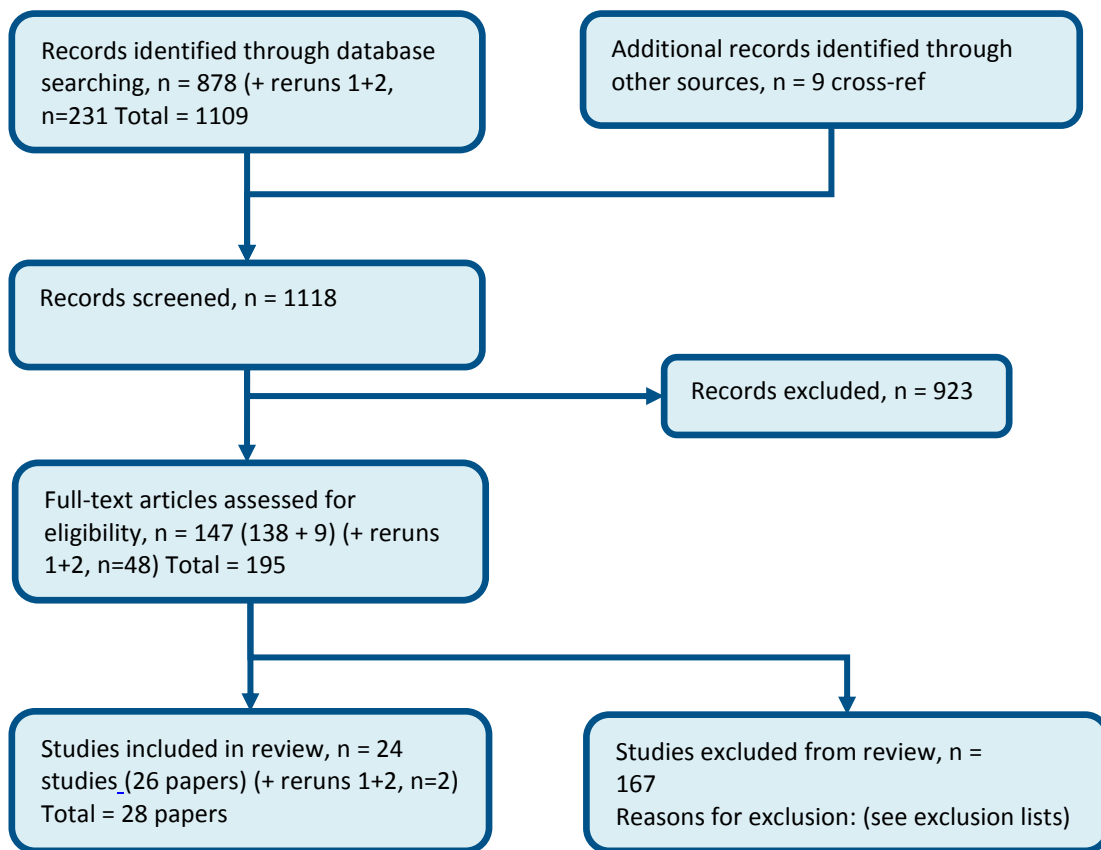 Records identified through database
searching, n = 878 (+ reruns 1+2,
n=231 Total = 1109
Additional records identified through
other sources, n = 9 cross-ref
Records screened, n = 1118
Records excluded, n = 923
Full-text articles assessed for
eligibility, n = 147 (138 + 9) (+ reruns
1+2, n=48) Total = 195
Studies included in review, n = 24
studies (26 papers) (+ reruns 1+2, n=2)
Total = 28 papers
Studies excluded from review, n =
167
Reasons for exclusion: (see exclusion lists)